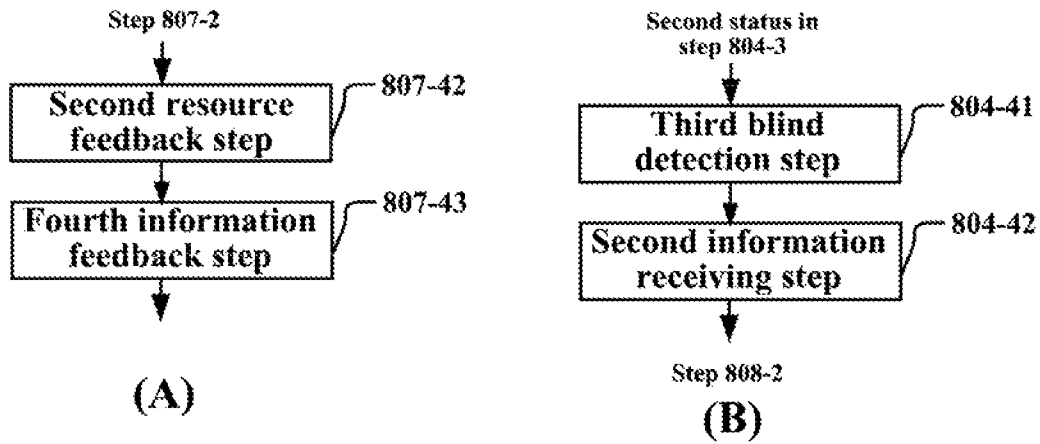 Step 807-2
Second resource
feedback step
807-42
Fourth information
feedback step
807-43
(A)
Second status in
step 804-3
Third blind
detection step
804-41
Second information
receiving step
804-42
Step 808-2
(B)